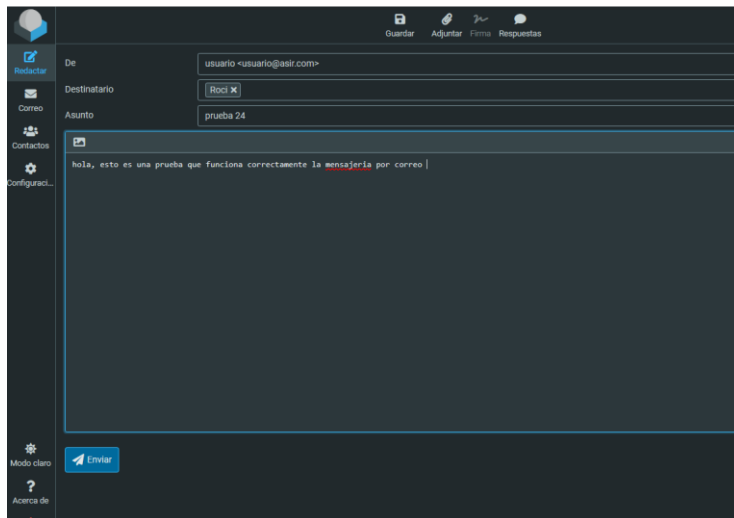 Guardar
Adjuntar
Firma
Respuestas
Redactar
Correo
Contactos
Configuraci...
De
usuario <usuario@asir.com>
Destinatario
Roci
Asunto
prueba 24
hola, esto es una prueba que funciona correctamente la mensajeria por correo
Enviar
Modo claro
Acerca de